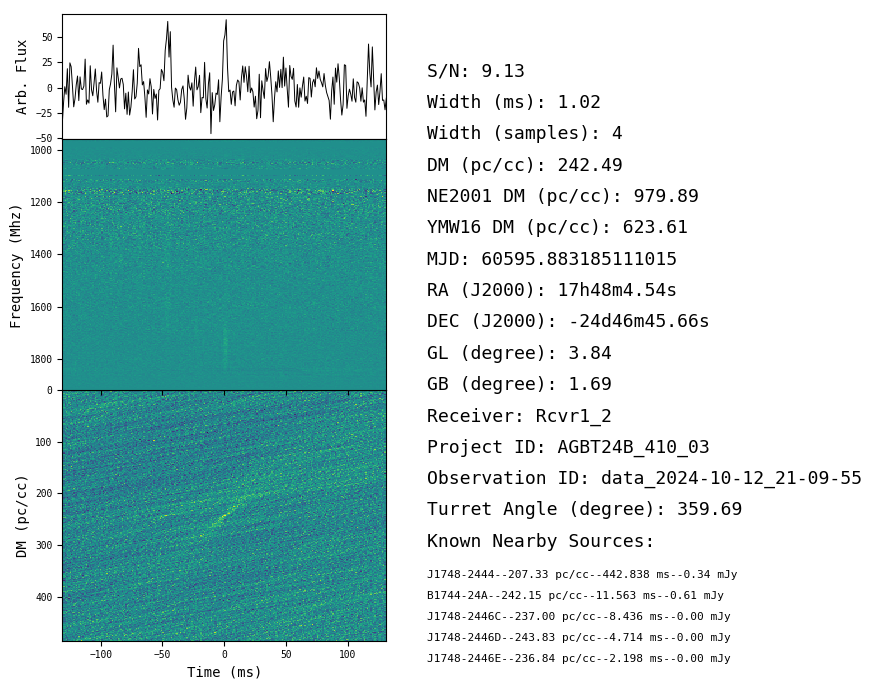 Arb. Flux
50
25
0
−25
−50
Frequency (Mhz)
1000
1200
1400
1600
1800
DM (pc/cc)
0
100
200
300
400
−100
−50
0
50
100
Time (ms)
S/N: 9.13
Width (ms): 1.02
Width (samples): 4
DM (pc/cc): 242.49
NE2001 DM (pc/cc): 979.89
YMW16 DM (pc/cc): 623.61
MJD: 60595.883185111015
RA (J2000): 17h48m4.54s
DEC (J2000): -24d46m45.66s
GL (degree): 3.84
GB (degree): 1.69
Receiver: Rcvr1_2
Project ID: AGBT24B_410_03
Observation ID: data_2024-10-12_21-09-55
Turret Angle (degree): 359.69
Known Nearby Sources:
J1748-2444--207.33 pc/cc--442.838 ms--0.34 mJy
B1744-24A--242.15 pc/cc--11.563 ms--0.61 mJy
J1748-2446C--237.00 pc/cc--8.436 ms--0.00 mJy
J1748-2446D--243.83 pc/cc--4.714 ms--0.00 mJy
J1748-2446E--236.84 pc/cc--2.198 ms--0.00 mJy